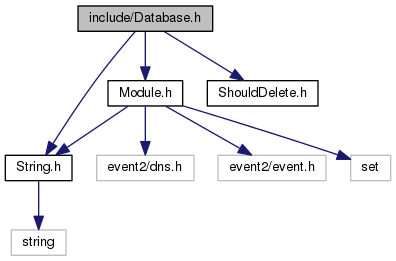 include/Database.h
Module.h
ShouldDelete.h
String.h
event2/dns.h
event2/event.h
set
string